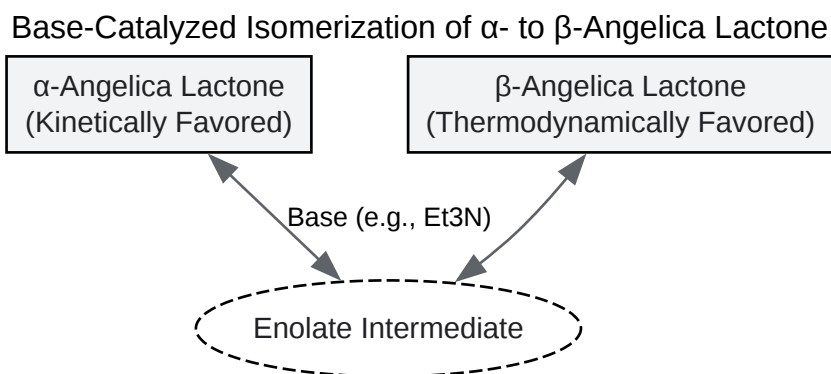 Base-Catalyzed Isomerization of α- to β-Angelica Lactone
α-Angelica Lactone
(Kinetically Favored)
β-Angelica Lactone
(Thermodynamically Favored)
Base (e.g., Et3N)
Enolate Intermediate